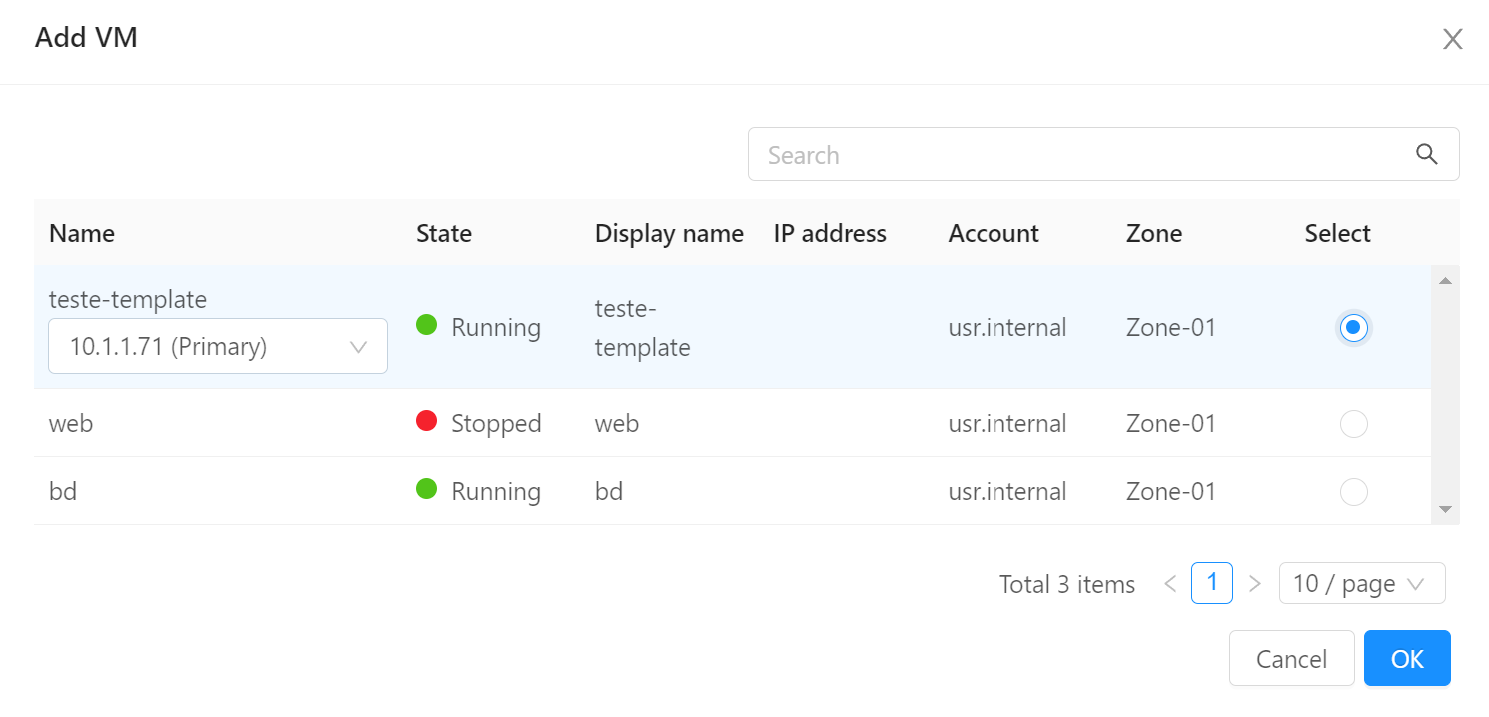 Add VM
Search
Name State Display name IP address Account Zone Select
teste-template
10.1.1.71 (Primary)
Running
teste-
template
usr.internal Zone-01
web Stopped web usr.internal Zone-01
bd Running bd usr.internal Zone-01
Total 3 items < 1 > 10 / page
Cancel OK